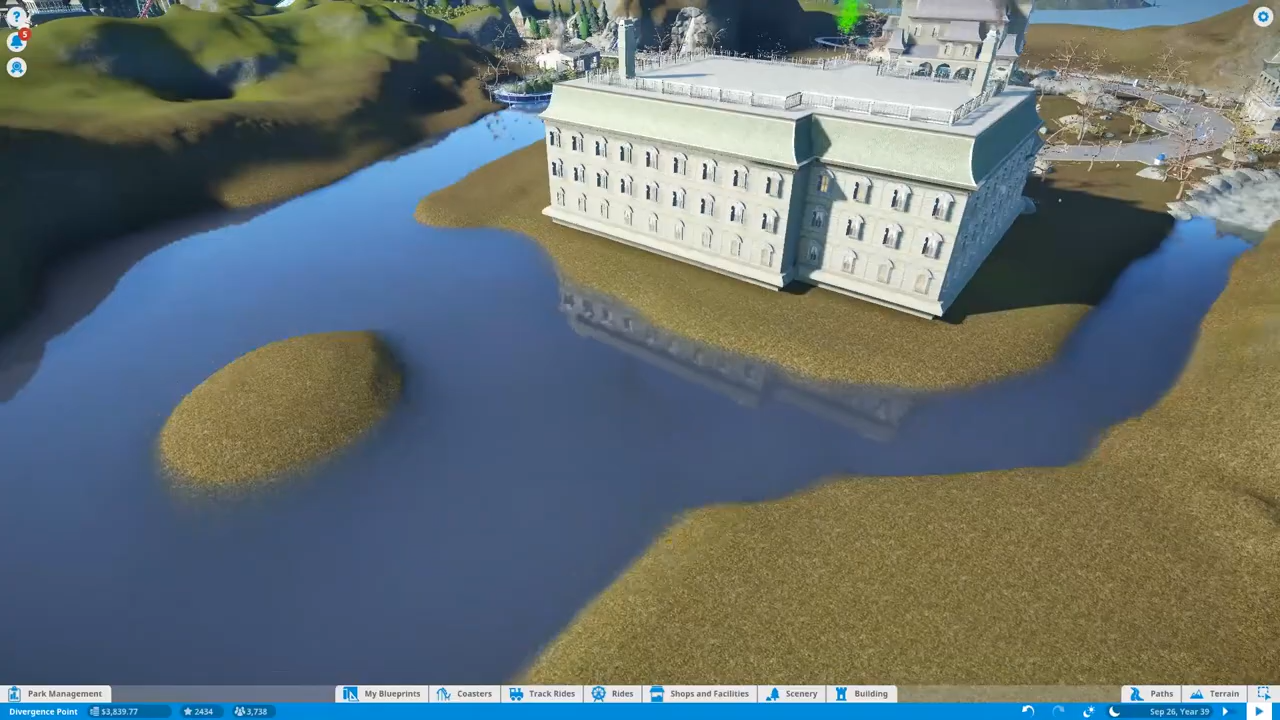 ?
5
Park Management
My Blueprints
Coasters
Track Rides
Rides
Shops and Facilities
Scenery
Building
Paths
Terrain
Divergence Point
$3,839.77
2434
3,738
Sep 26, Year 39